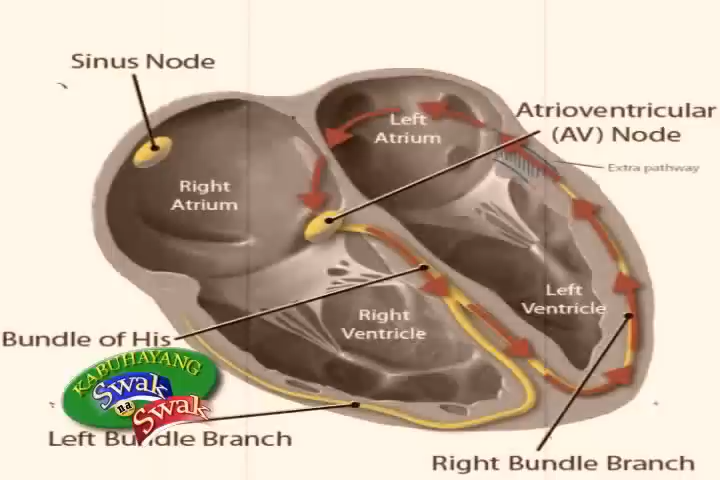 Sinus Node
Atrioventricular
(AV) Node
Left
Atrium
Extra pathway
Right
Atrium
Left
Ventricle
Right
Ventricle
Bundle of His
KABUHAYANG
Swak
na
Swak
Left Bundle Branch
Right Bundle Branch